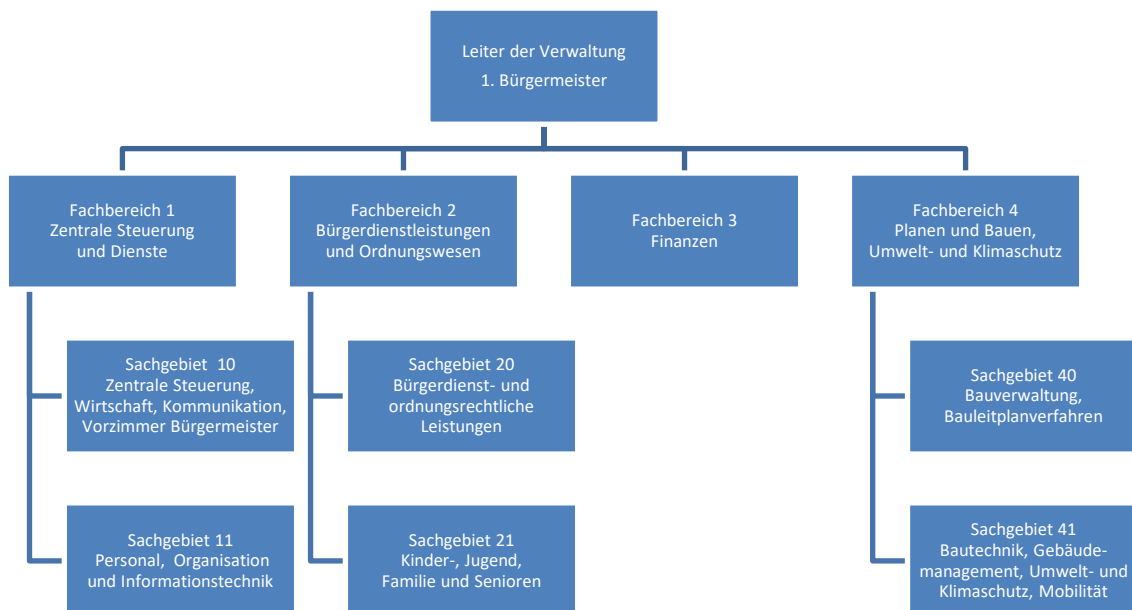 Leiter der Verwaltung
1. Bürgermeister
Fachbereich 1
Zentrale Steuerung
und Dienste
Fachbereich 2
Bürgerdienstleistungen
und Ordnungswesen
Fachbereich 3
Finanzen
Fachbereich 4
Planen und Bauen,
Umwelt- und Klimaschutz
Sachgebiet 10
Zentrale Steuerung,
Wirtschaft, Kommunikation,
Vorzimmer Bürgermeister
Sachgebiet 20
Bürgerdienst- und
ordnungsrechtliche
Leistungen
Sachgebiet 40
Bauverwaltung,
Bauleitplanverfahren
Sachgebiet 11
Personal, Organisation
und Informationstechnik
Sachgebiet 21
Kinder-, Jugend,
Familie und Senioren
Sachgebiet 41
Bautechnik, Gebäude-
management, Umwelt- und
Klimaschutz, Mobilität